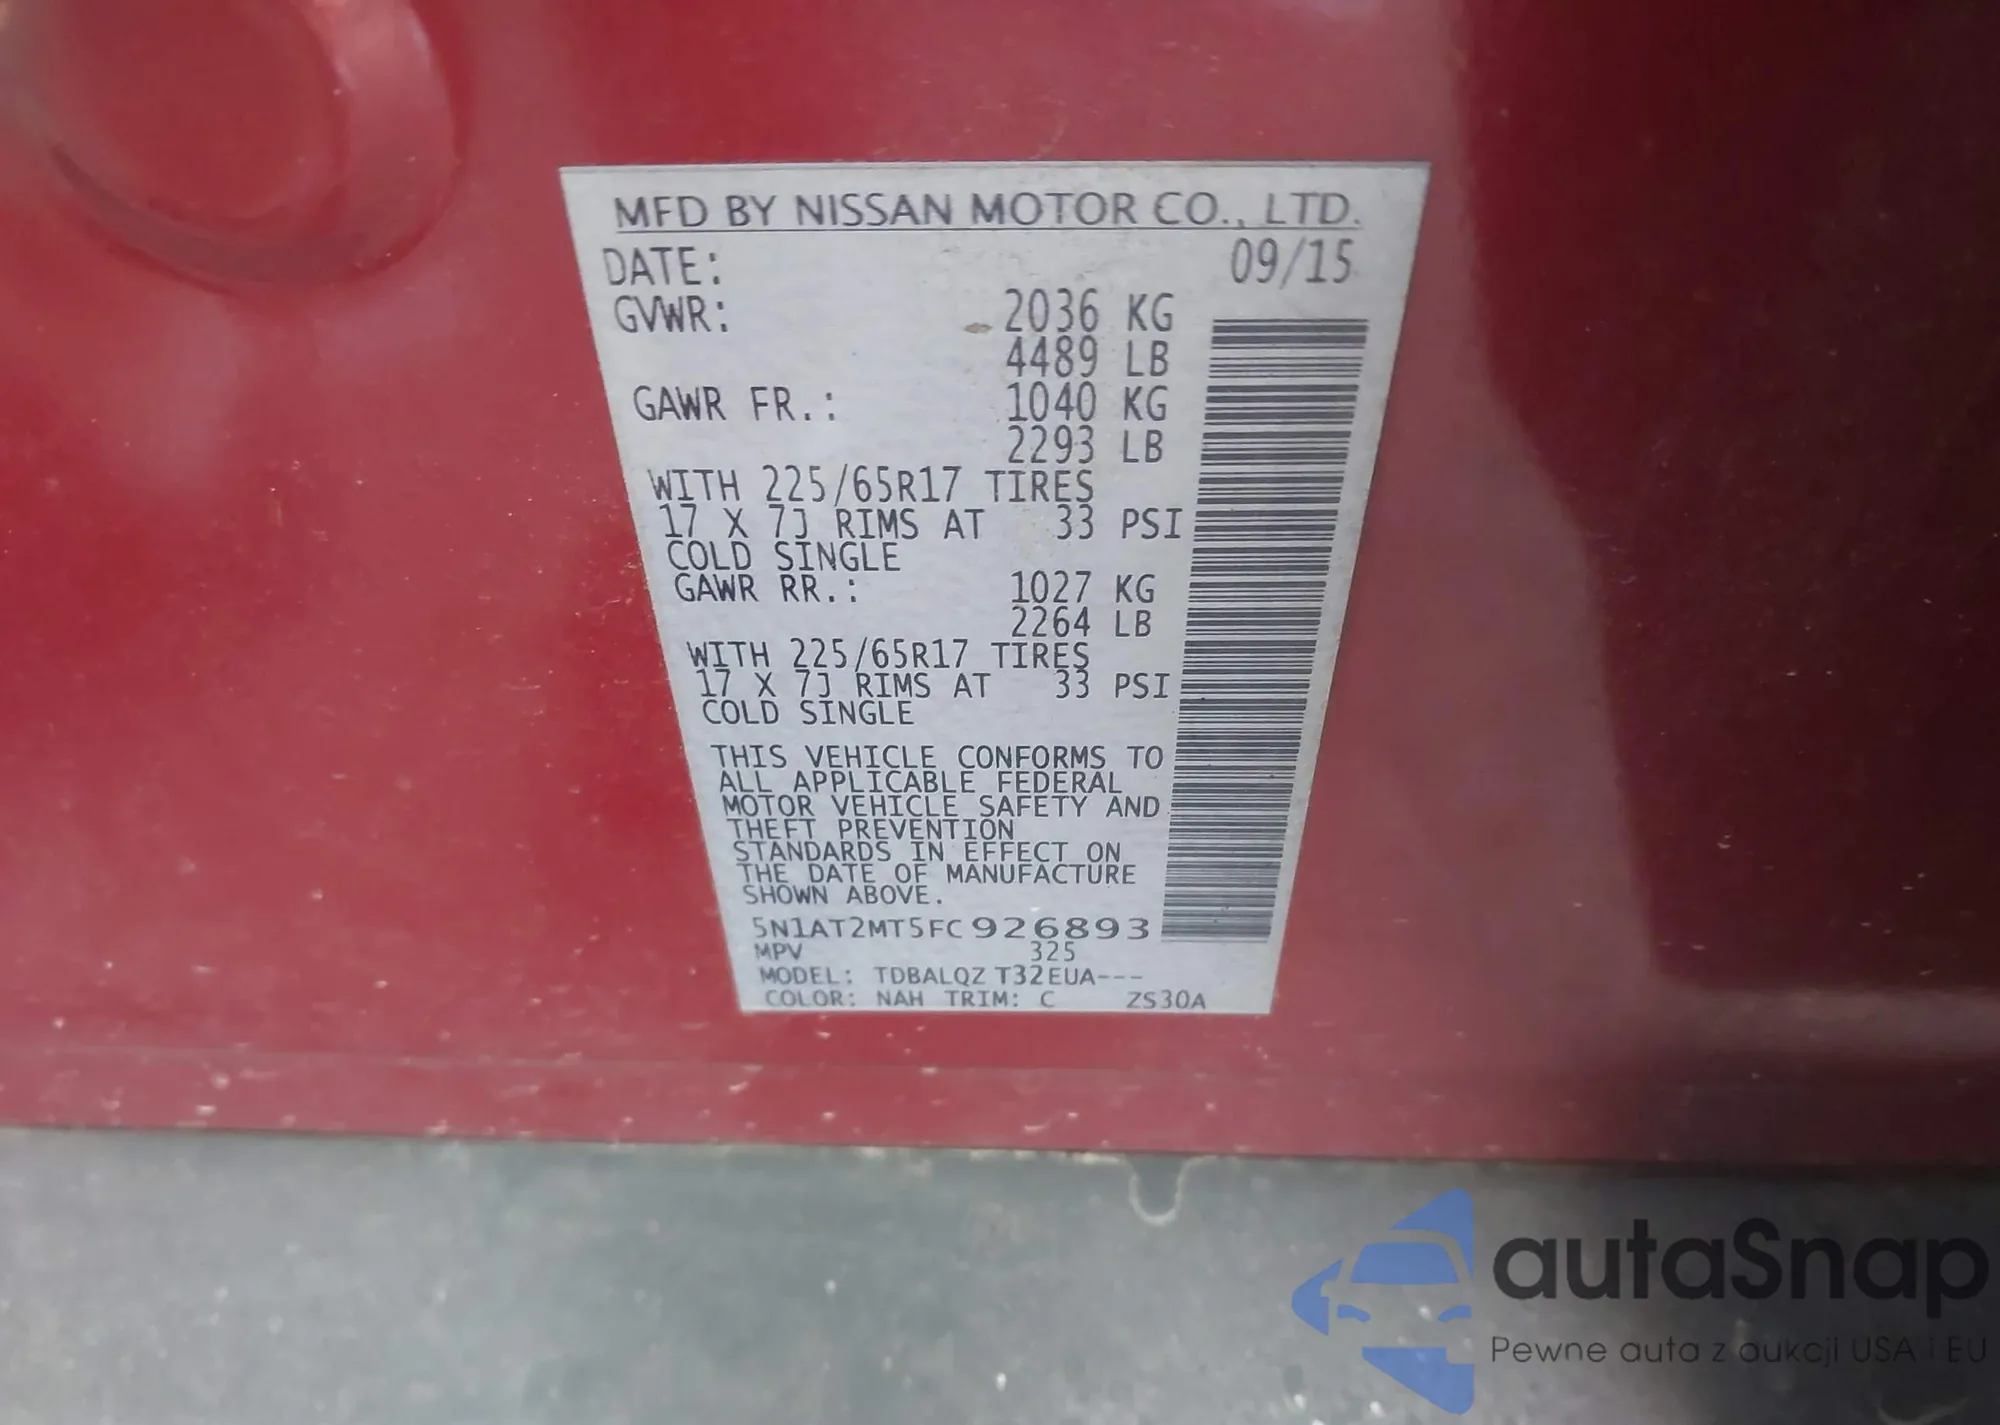 MFD BY NISSAN MOTOR CO., LTD.
DATE: 09/15
GVWR: 2036 KG
4489 LB
GAWR FR.: 1040 KG
2293 LB
WITH 225/65R17 TIRES
17 X 7J RIMS AT 33 PSI
COLD SINGLE
GAWR RR.: 1027 KG
2264 LB
WITH 225/65R17 TIRES
17 X 7J RIMS AT 33 PSI
COLD SINGLE
THIS VEHICLE CONFORMS TO
ALL APPLICABLE FEDERAL
MOTOR VEHICLE SAFETY AND
THEFT PREVENTION
STANDARDS IN EFFECT ON
THE DATE OF MANUFACTURE
SHOWN ABOVE.
5N1AT2MT5FC926893
MPV 325
MODEL: TDBALQZ T32EUA---
COLOR: NAH TRIM: C ZS30A
autaSnap
Pewne auta z aukcji USA i EU